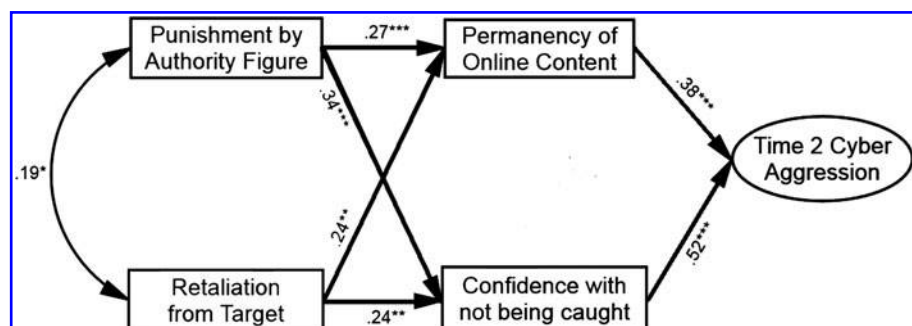 Punishment by
Authority Figure
.27***
Permanency of
Online Content
.34***
.38***
.19*
Time 2 Cyber
Aggression
.24**
.52***
Retaliation
from Target
.24**
Confidence with
not being caught